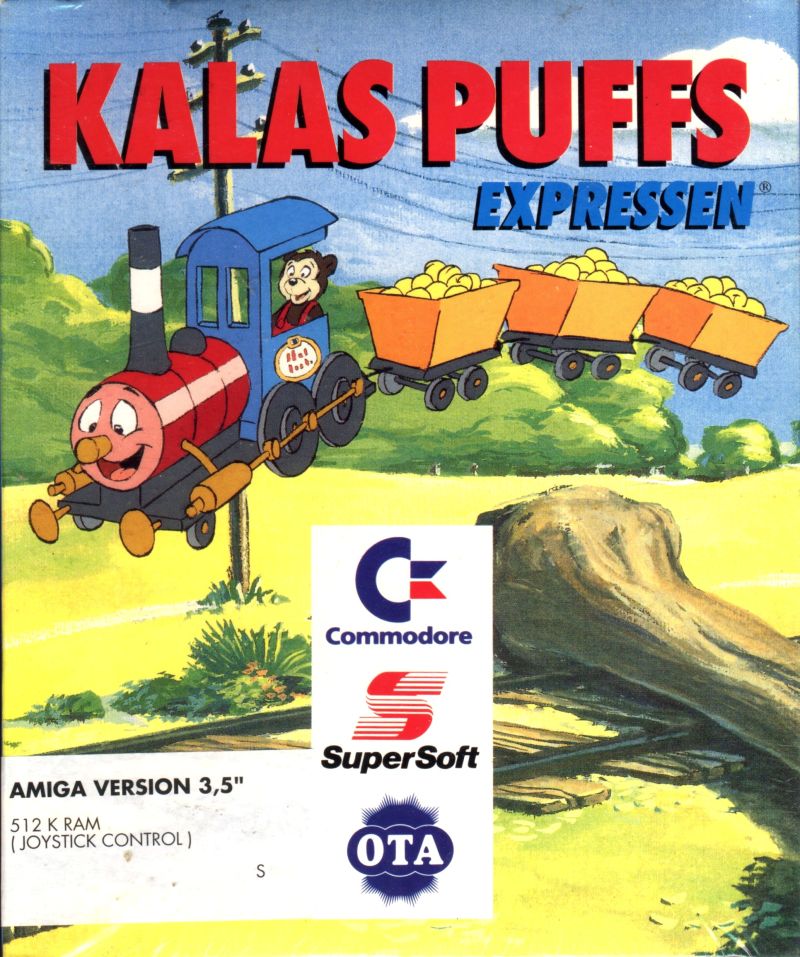 KALAS PUFFS
EXPRESSEN®
Commodore
SuperSoft
OTA
AMIGA VERSION 3,5"
512 K RAM
(JOYSTICK CONTROL)
S